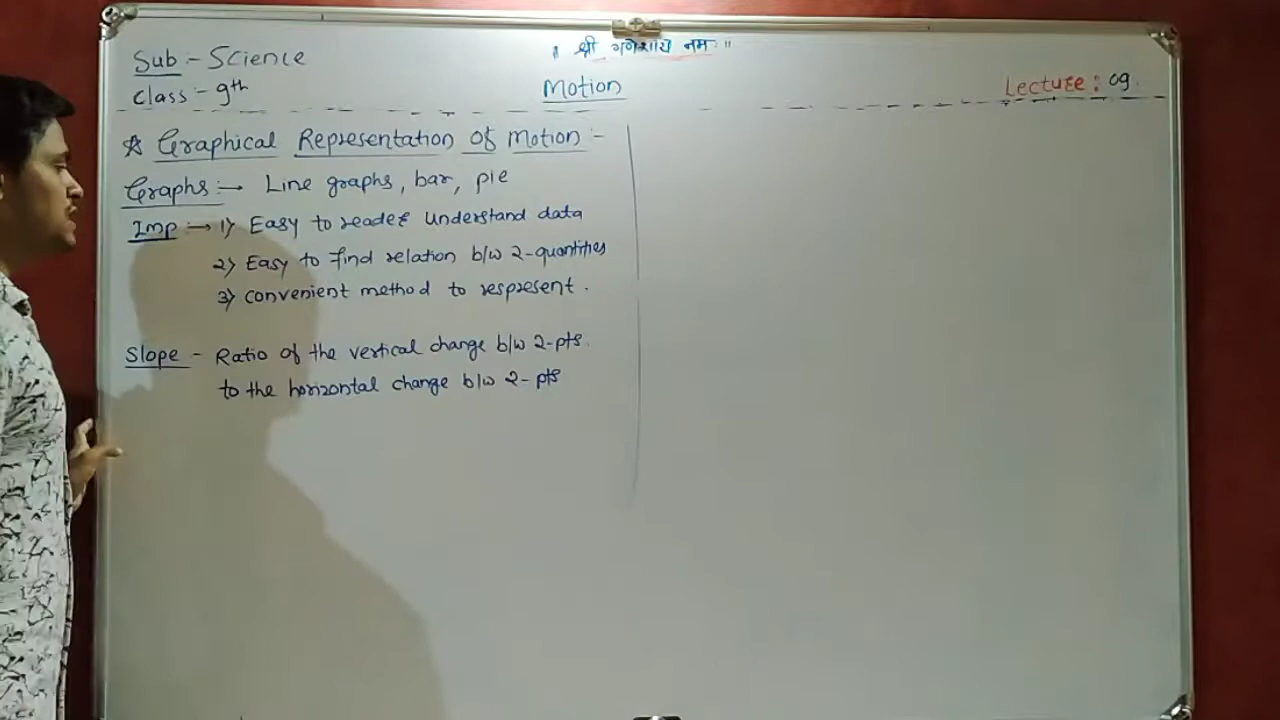 ॥ श्री गणेशाय नमः ॥
Sub :- Science
Class :- 9th
Motion
Lecture : 09.
☆ Graphical Representation Of Motion :-
Graphs :→ Line graphs, bar, pie
Imp :→ 1) Easy to read & understand data
2) Easy to find relation b/w 2-quantities
3) convenient method to respresent .
Slope - Ratio of the vertical change b/w 2-pts.
to the horizontal change b/w 2-pts